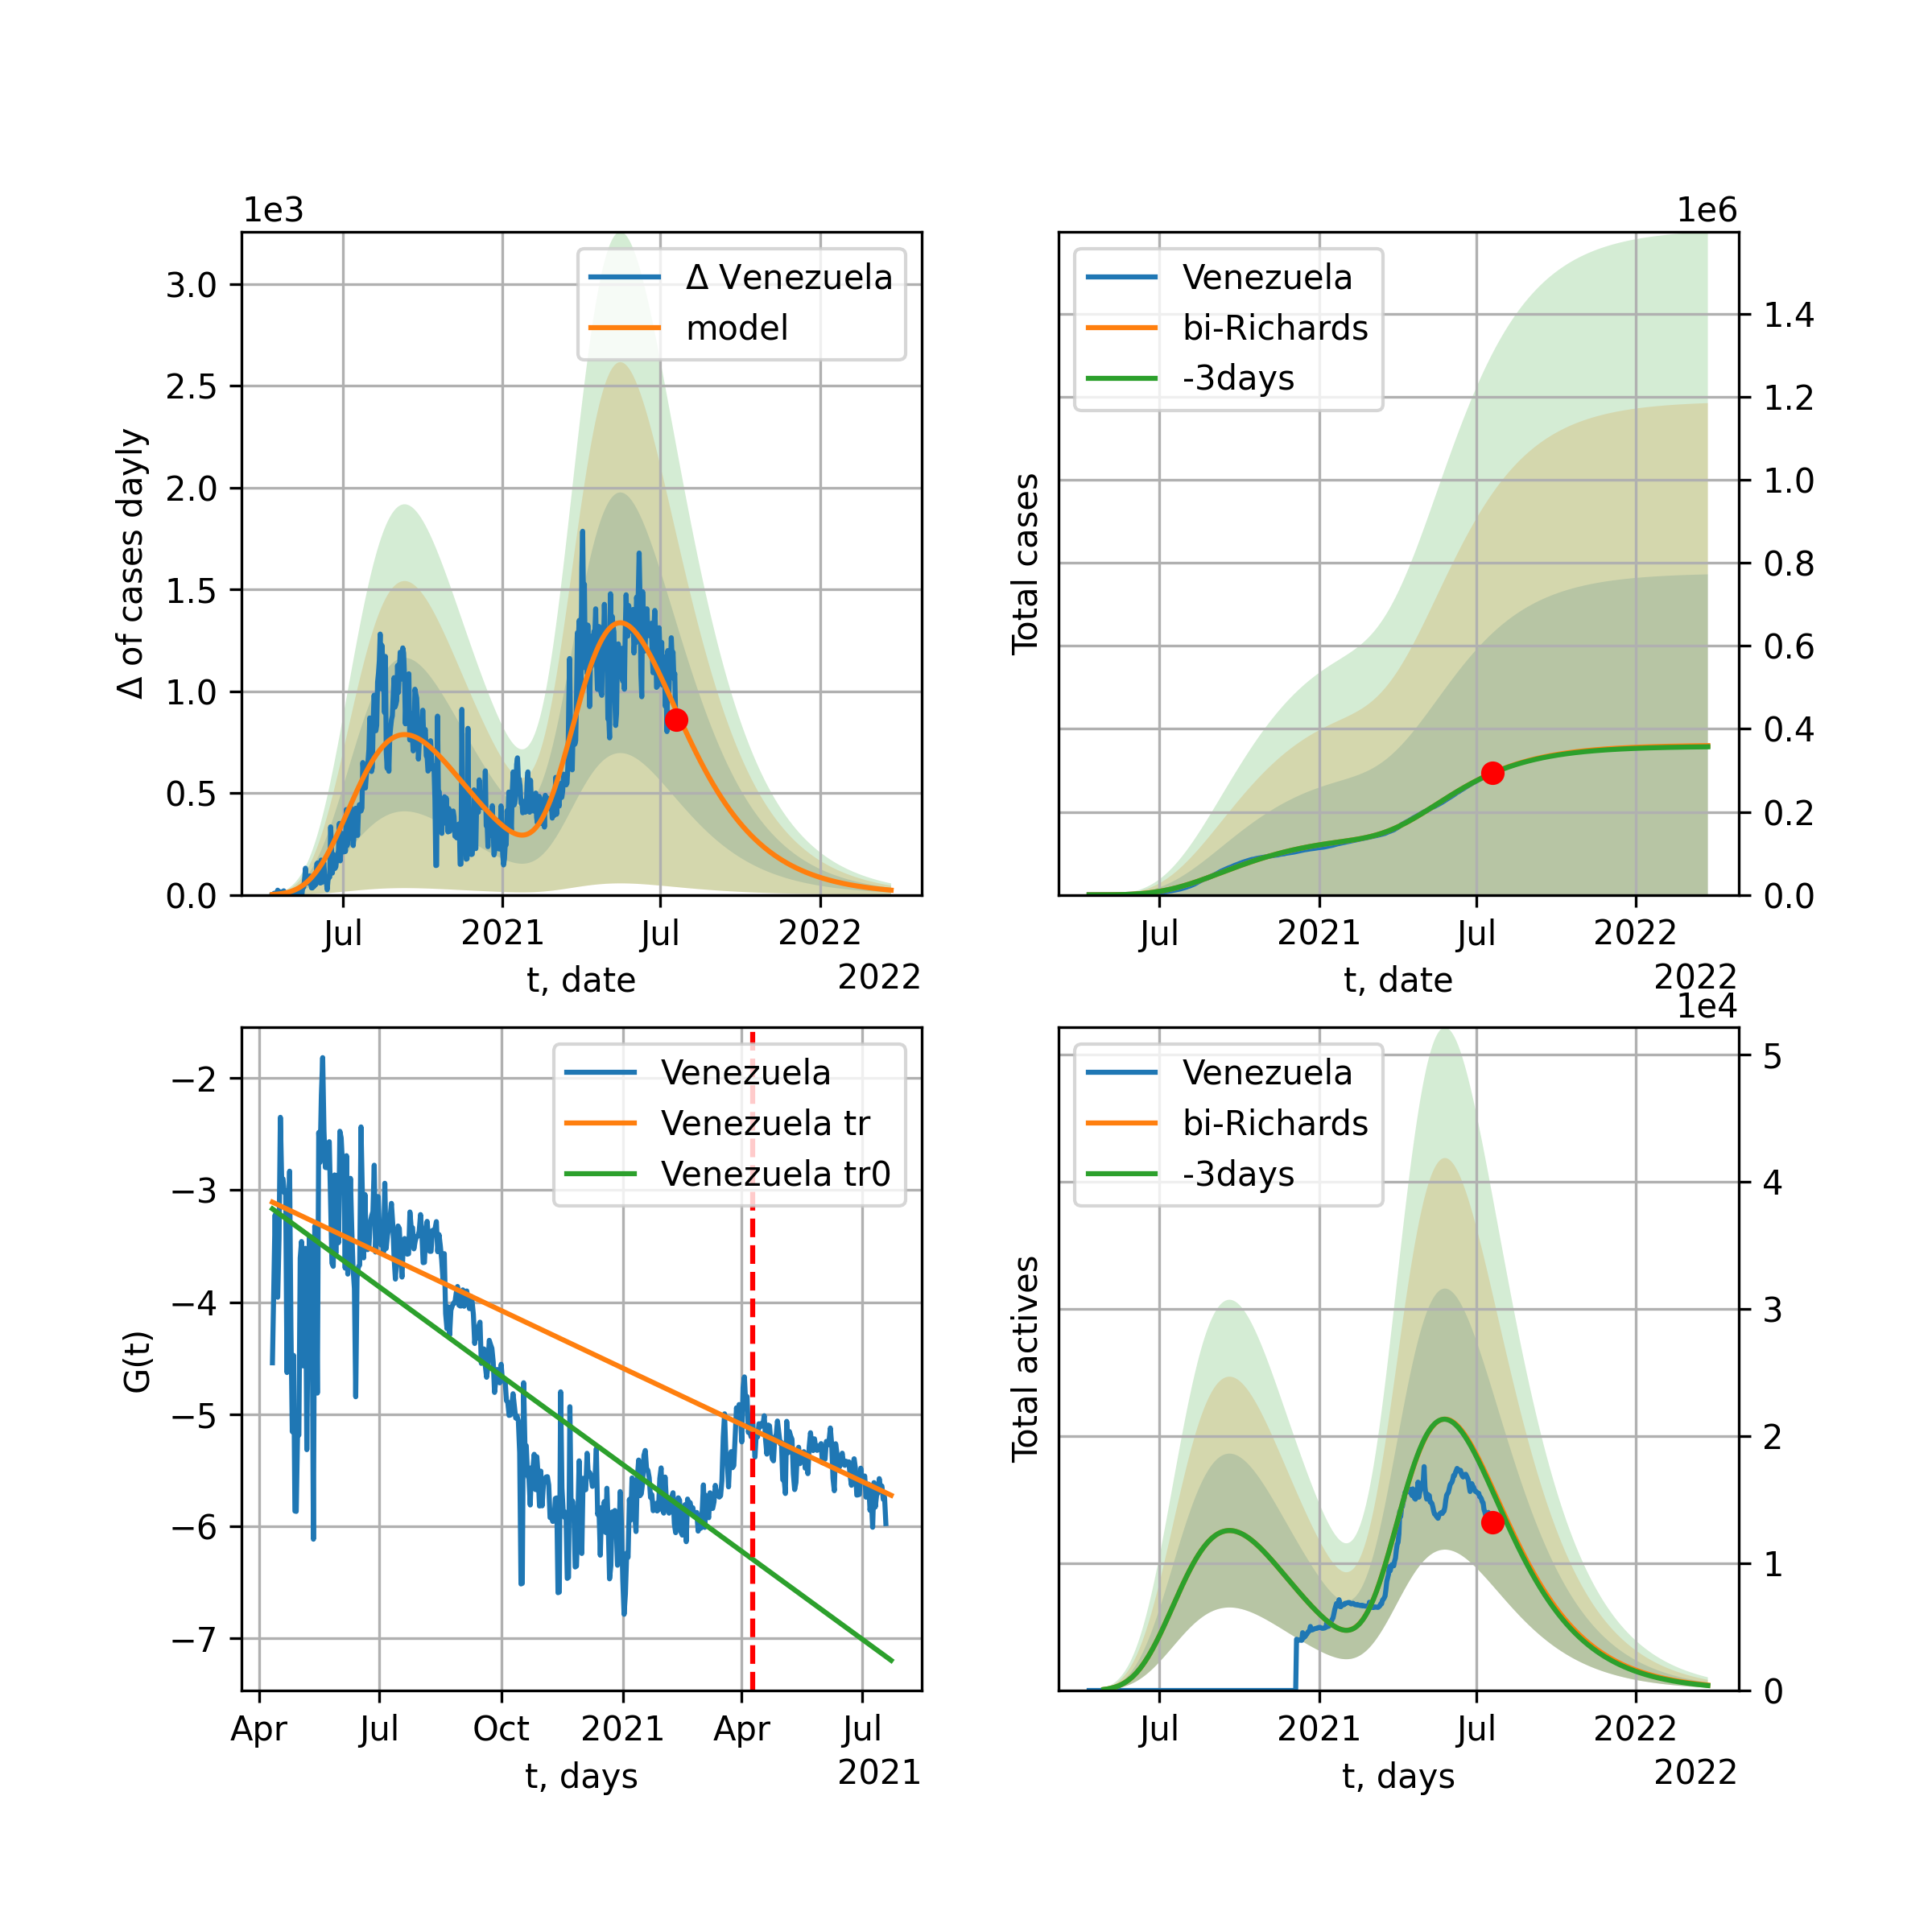 1e3
Δ of cases dayly
3.0
2.5
2.0
1.5
1.0
0.5
0.0
Δ Venezuela
model
Jul
2021
Jul
2022
t, date
2022
1e6
Total cases
Venezuela
bi-Richards
-3days
1.4
1.2
1.0
0.8
0.6
0.4
0.2
0.0
Jul
2021
Jul
2022
t, date
2022
G(t)
−2
−3
−4
−5
−6
−7
Venezuela
Venezuela tr
Venezuela tr0
Apr
Jul
Oct
2021
Apr
Jul
t, days
2021
1e4
Total actives
Venezuela
bi-Richards
-3days
5
4
3
2
1
0
Jul
2021
Jul
2022
t, days
2022